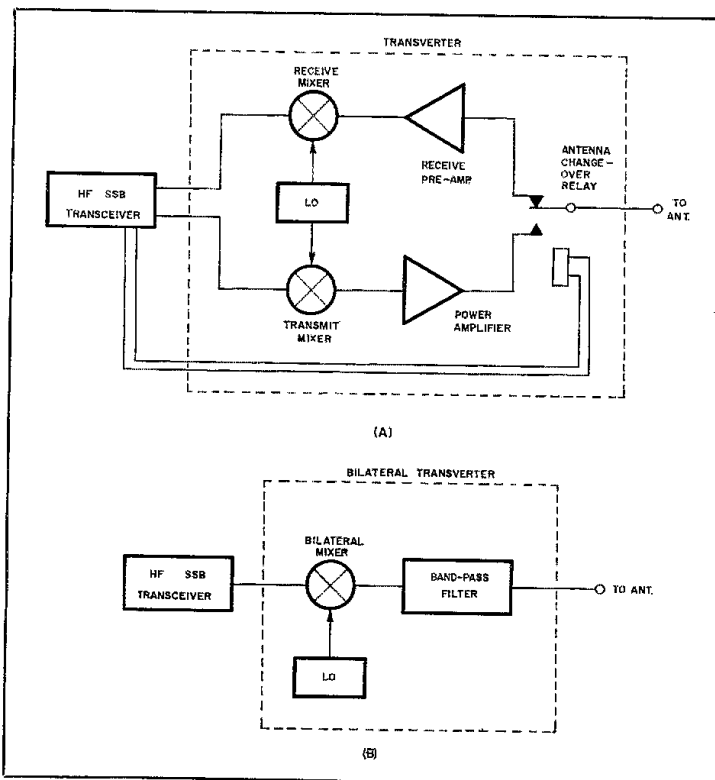 TRANSVERTER
RECEIVE
MIXER
RECEIVE
PRE-AMP.
ANTENNA
CHANGE-
OVER
RELAY
HF SSB
TRANSCEIVER
LO
TO
ANT.
TRANSMIT
MIXER
POWER
AMPLIFIER
(A)
BILATERAL TRANSVERTER
BILATERAL
MIXER
HF SSB
TRANSCEIVER
BAND-PASS
FILTER
TO ANT.
LO
(B)